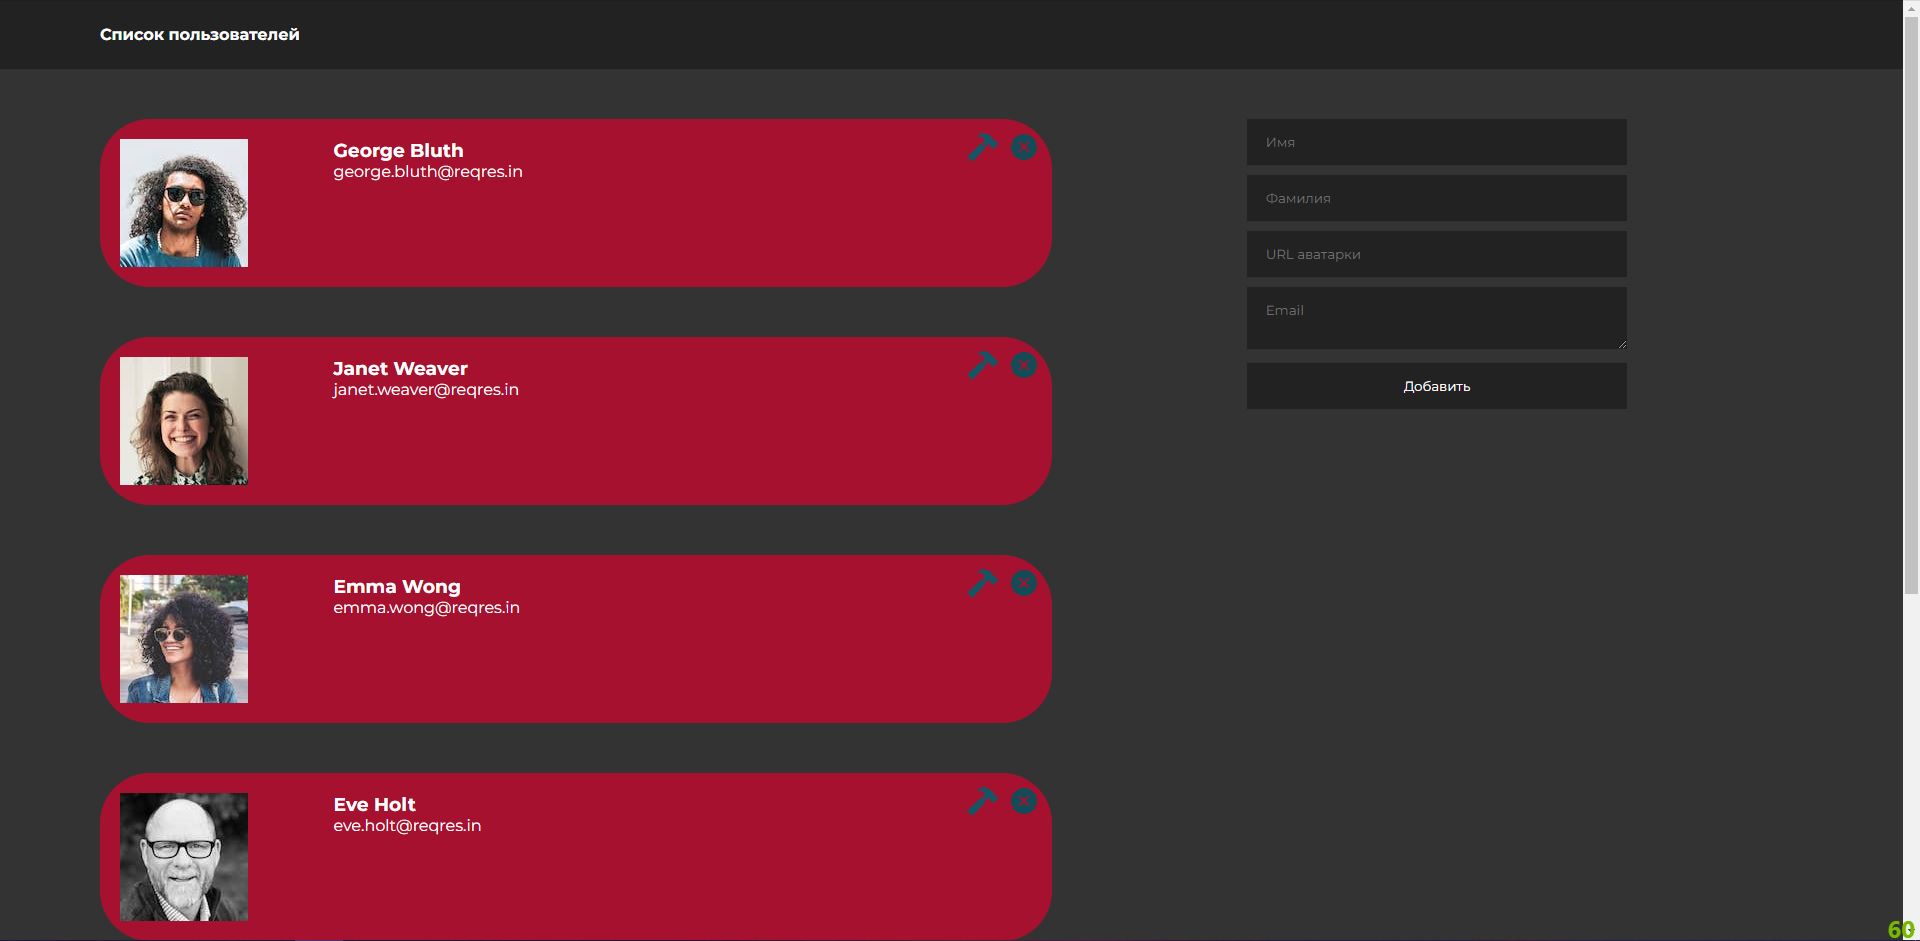 Список пользователей
George Bluth
george.bluth@reqres.in
Janet Weaver
janet.weaver@reqres.in
Emma Wong
emma.wong@reqres.in
Eve Holt
eve.holt@reqres.in
Имя
Фамилия
URL аватарки
Email
Добавить
60